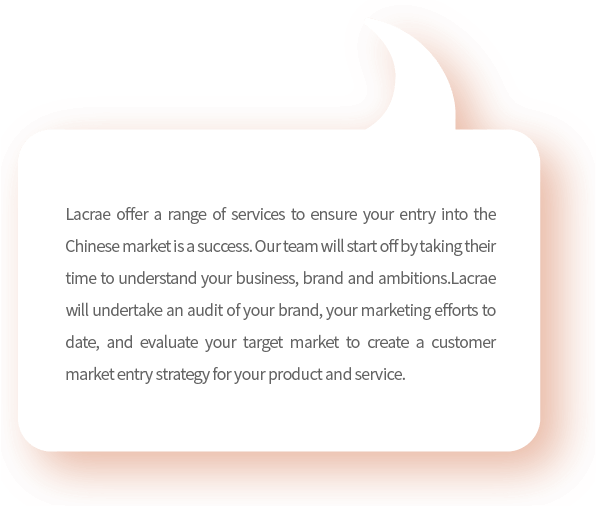 Lacrae offer a range of services to ensure your entry into the
Chinese market is a success. Our team will start off by taking their
time to understand your business, brand and ambitions.Lacrae
will undertake an audit of your brand, your marketing efforts to
date, and evaluate your target market to create a customer
market entry strategy for your product and service.